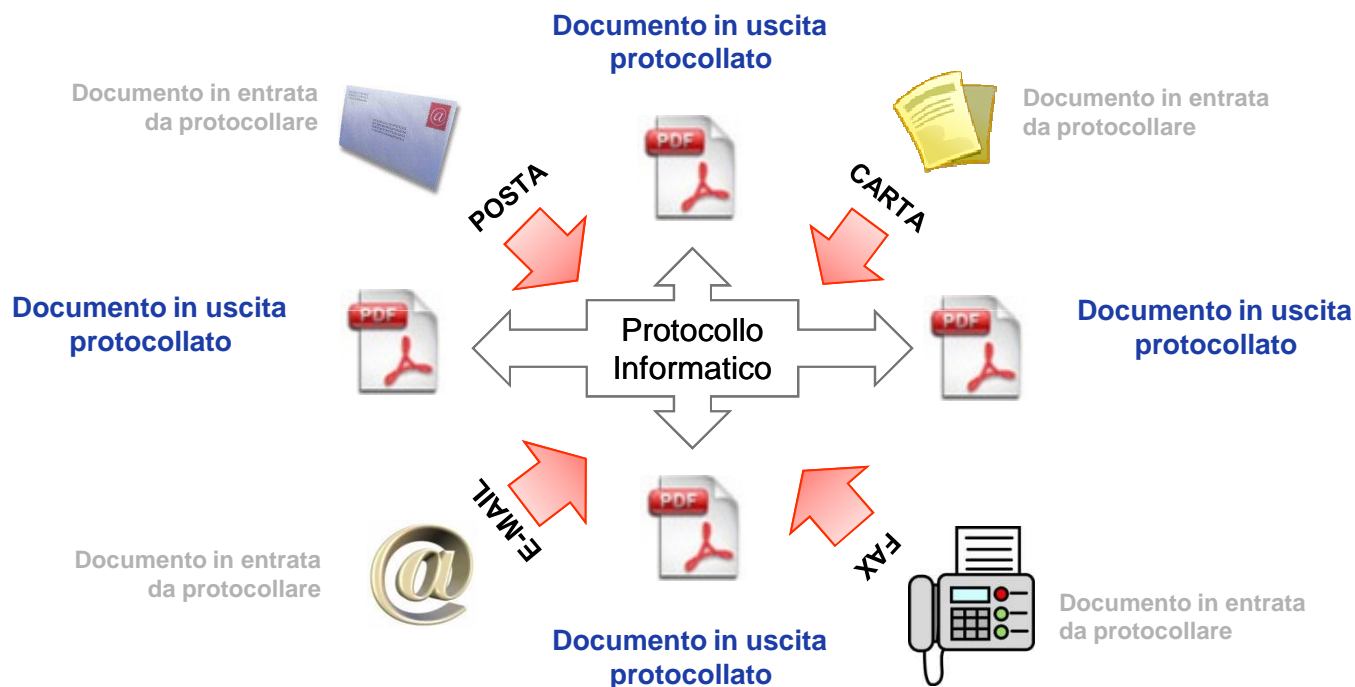 Documento in uscita
protocollato
Documento in entrata
da protocollare
Documento in entrata
da protocollare
PDF
POSTA
CARTA
Documento in uscita
protocollato
PDF
Protocollo
Informatico
PDF
Documento in uscita
protocollato
E-MAIL
PDF
FAX
Documento in entrata
da protocollare
@
Documento in entrata
da protocollare
Documento in uscita
protocollato